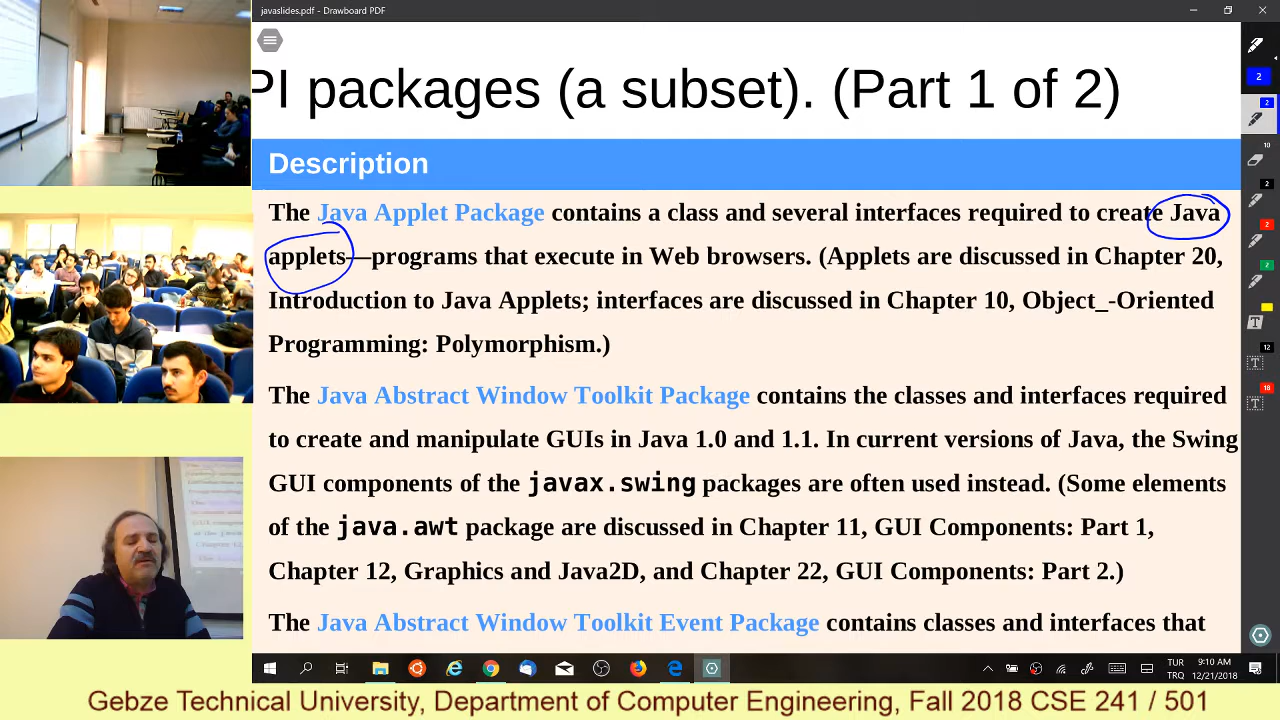 javaslides.pdf - Drawboard PDF
PI packages (a subset). (Part 1 of 2)
Description
The Java Applet Package contains a class and several interfaces required to create Java
applets—programs that execute in Web browsers. (Applets are discussed in Chapter 20,
Introduction to Java Applets; interfaces are discussed in Chapter 10, Object_-Oriented
Programming: Polymorphism.)
The Java Abstract Window Toolkit Package contains the classes and interfaces required
to create and manipulate GUIs in Java 1.0 and 1.1. In current versions of Java, the Swing
GUI components of the javax.swing packages are often used instead. (Some elements
of the java.awt package are discussed in Chapter 11, GUI Components: Part 1,
Chapter 12, Graphics and Java2D, and Chapter 22, GUI Components: Part 2.)
The Java Abstract Window Toolkit Event Package contains classes and interfaces that
2
2
10
2
2
2
T
12
T
18
T
TUR
TRQ
9:10 AM
12/21/2018
Gebze Technical University, Department of Computer Engineering, Fall 2018 CSE 241 / 501